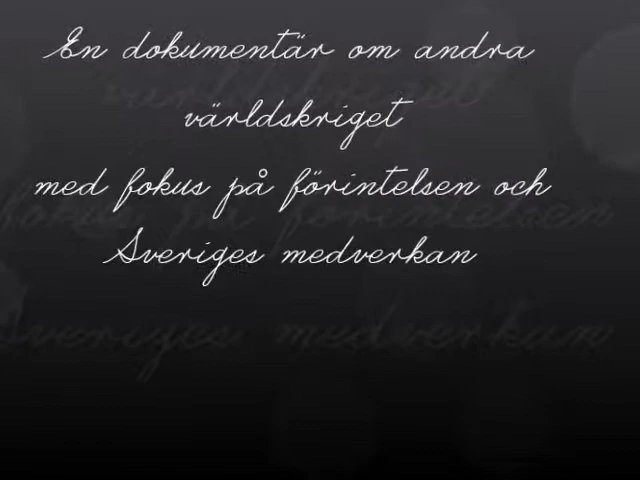 En dokumentär om andra
världskriget
med fokus på förintelsen och
Sveriges medverkan